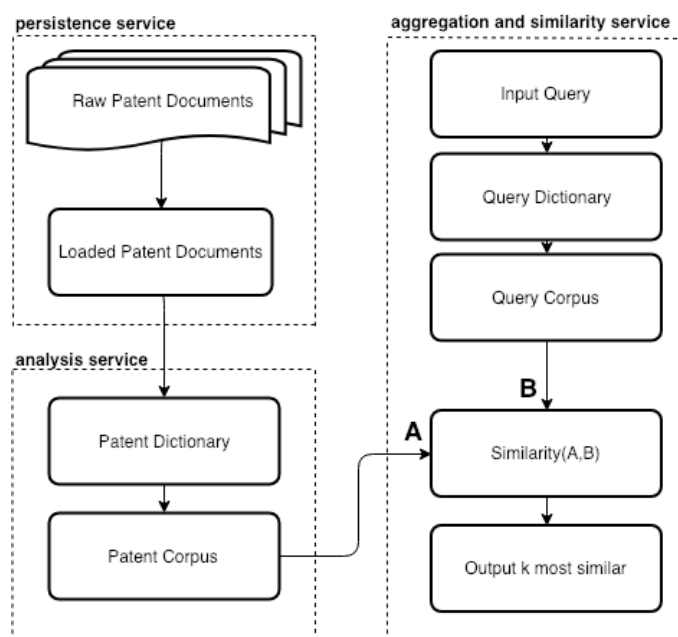 persistence service
Raw Patent Documents
Loaded Patent Documents
analysis service
Patent Dictionary
Patent Corpus
aggregation and similarity service
Input Query
Query Dictionary
Query Corpus
B
A
Similarity(A,B)
Output k most similar